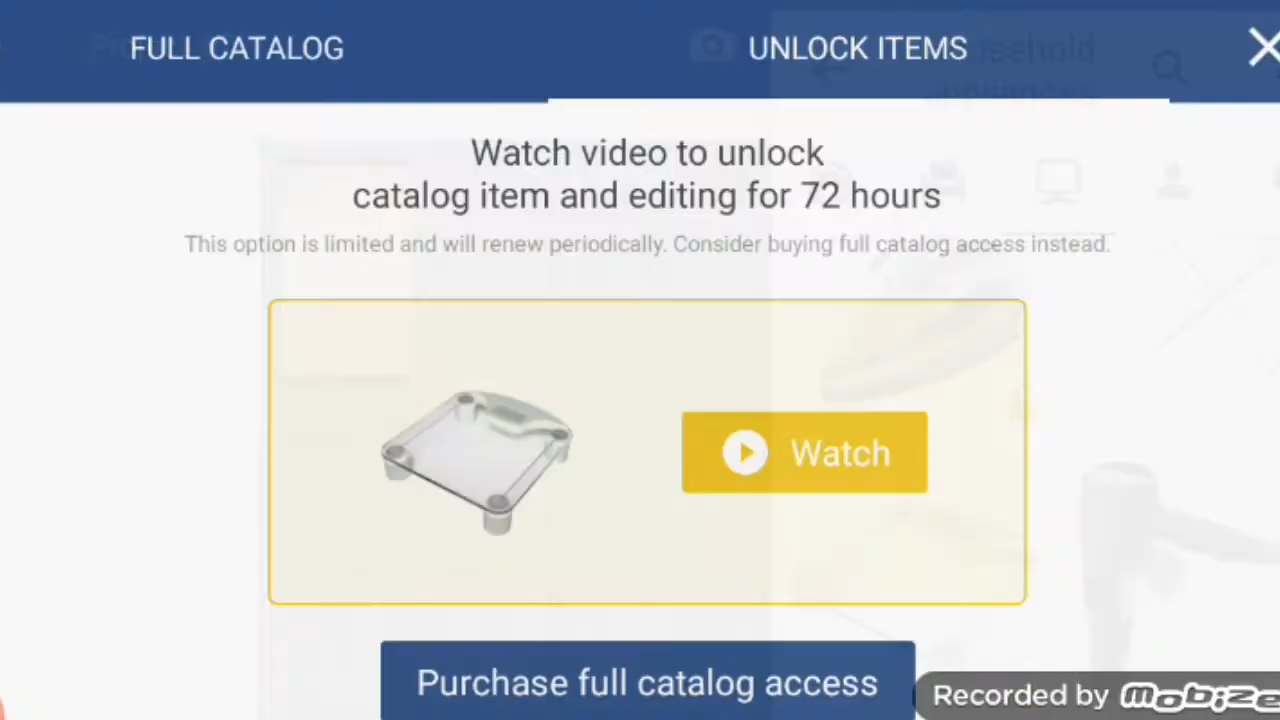 FULL CATALOG
UNLOCK ITEMS
Watch video to unlock
catalog item and editing for 72 hours
This option is limited and will renew periodically. Consider buying full catalog access instead.
Watch
Purchase full catalog access
Recorded by mobize